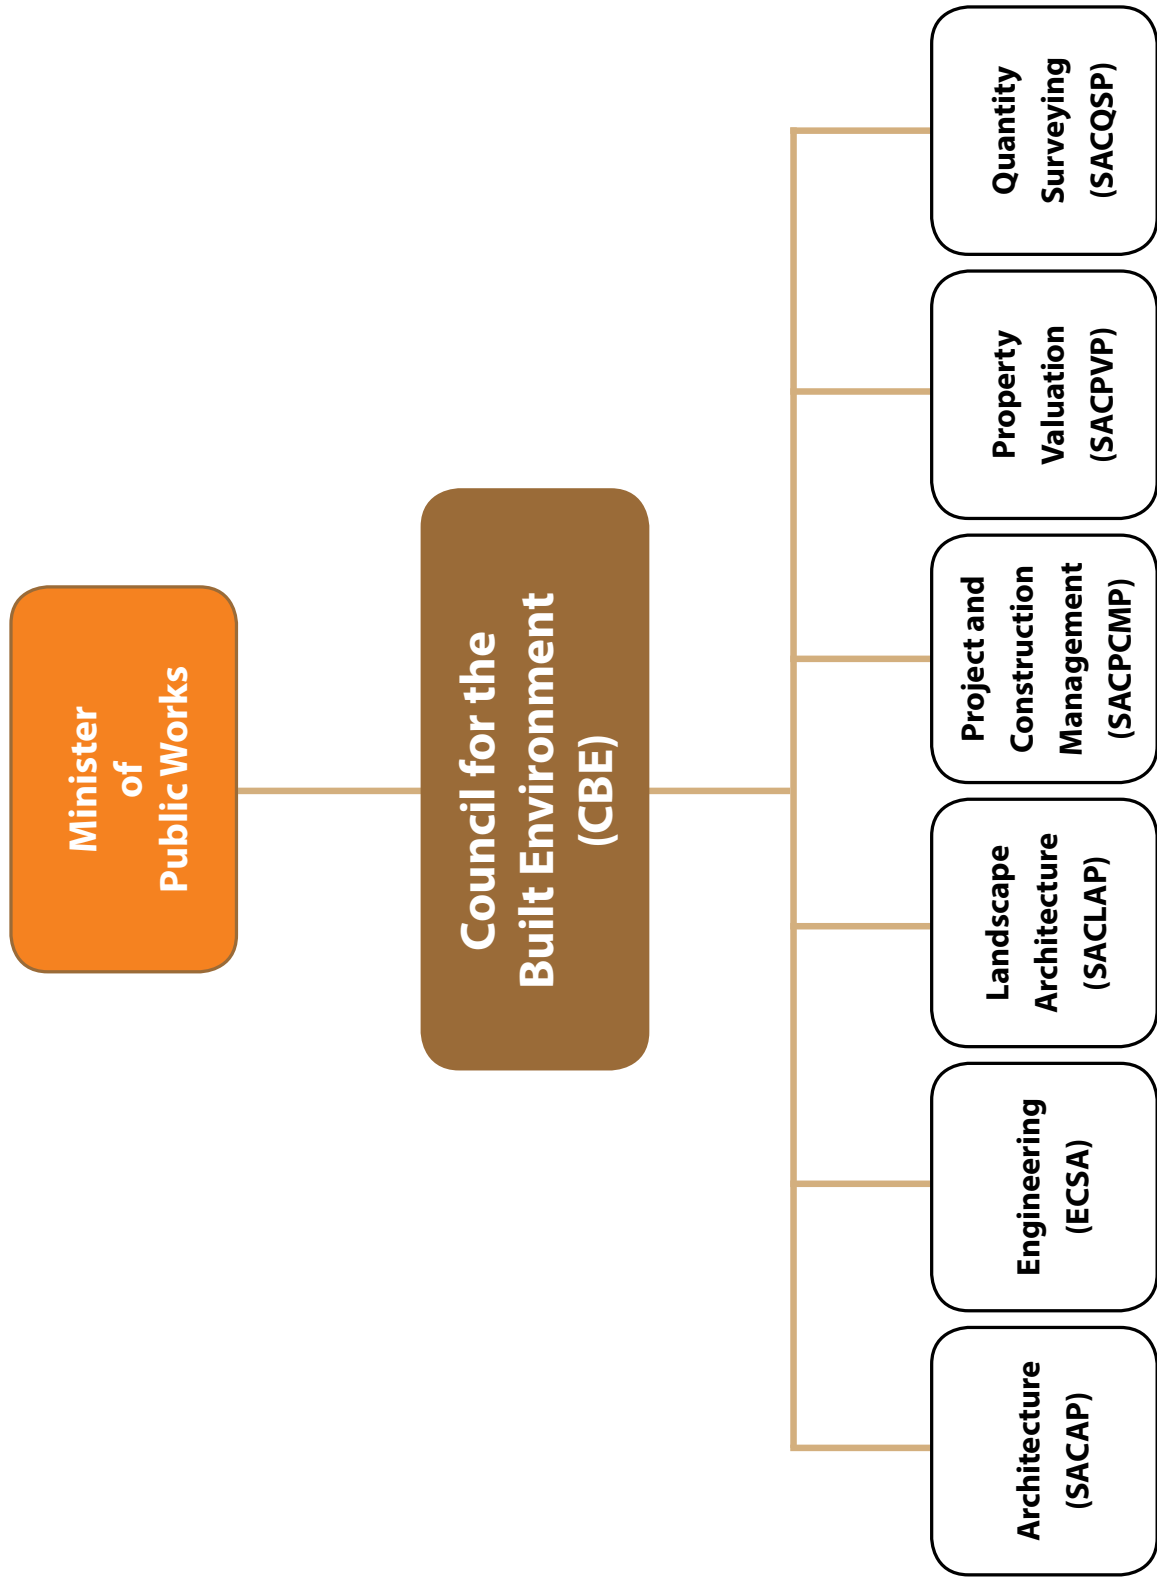 Minister
of
Public Works
Council for the
Built Environment
(CBE)
Architecture
(SACAP)
Engineering
(ECSA)
Landscape
Architecture
(SACLAP)
Project and
Construction
Management
(SACPCMP)
Property
Valuation
(SACPVP)
Quantity
Surveying
(SACQSP)